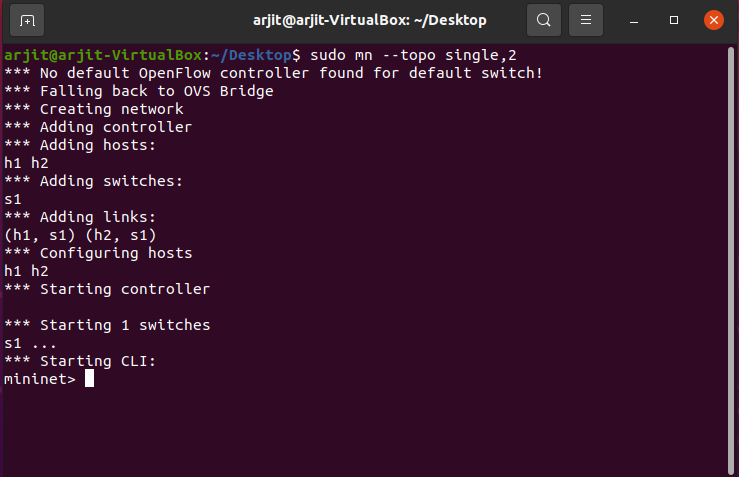 arjit@arjit-VirtualBox: ~/Desktop
arjit@arjit-VirtualBox:~/Desktop$ sudo mn --topo single,2
*** No default OpenFlow controller found for default switch!
*** Falling back to OVS Bridge
*** Creating network
*** Adding controller
*** Adding hosts:
h1 h2
*** Adding switches:
s1
*** Adding links:
(h1, s1) (h2, s1)
*** Configuring hosts
h1 h2
*** Starting controller
*** Starting 1 switches
s1 ...
*** Starting CLI:
mininet>